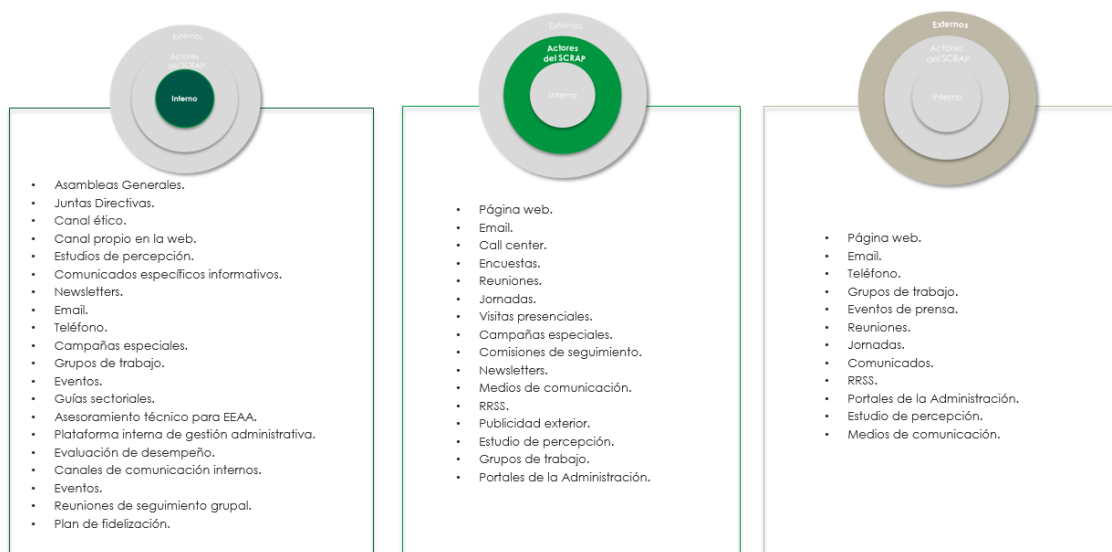 Externos
Actores
del SCRAP
Interno
• Asambleas Generales.
• Juntas Directivas.
• Canal ético.
• Canal propio en la web.
• Estudios de percepción.
• Comunicados específicos informativos.
• Newsletters.
• Email.
• Teléfono.
• Campañas especiales.
• Grupos de trabajo.
• Eventos.
• Guías sectoriales.
• Asesoramiento técnico para EEAA.
• Plataforma interna de gestión administrativa.
• Evaluación de desempeño.
• Canales de comunicación internos.
• Eventos.
• Reuniones de seguimiento grupal.
• Plan de fidelización.
Externos
Actores
del SCRAP
Interno
• Página web.
• Email.
• Call center.
• Encuestas.
• Reuniones.
• Jornadas.
• Visitas presenciales.
• Campañas especiales.
• Comisiones de seguimiento.
• Newsletters.
• Medios de comunicación.
• RRSS.
• Publicidad exterior.
• Estudio de percepción.
• Grupos de trabajo.
• Portales de la Administración.
Externos
Actores
del SCRAP
Interno
• Página web.
• Email.
• Teléfono.
• Grupos de trabajo.
• Eventos de prensa.
• Reuniones.
• Jornadas.
• Comunicados.
• RRSS.
• Portales de la Administración.
• Estudio de percepción.
• Medios de comunicación.